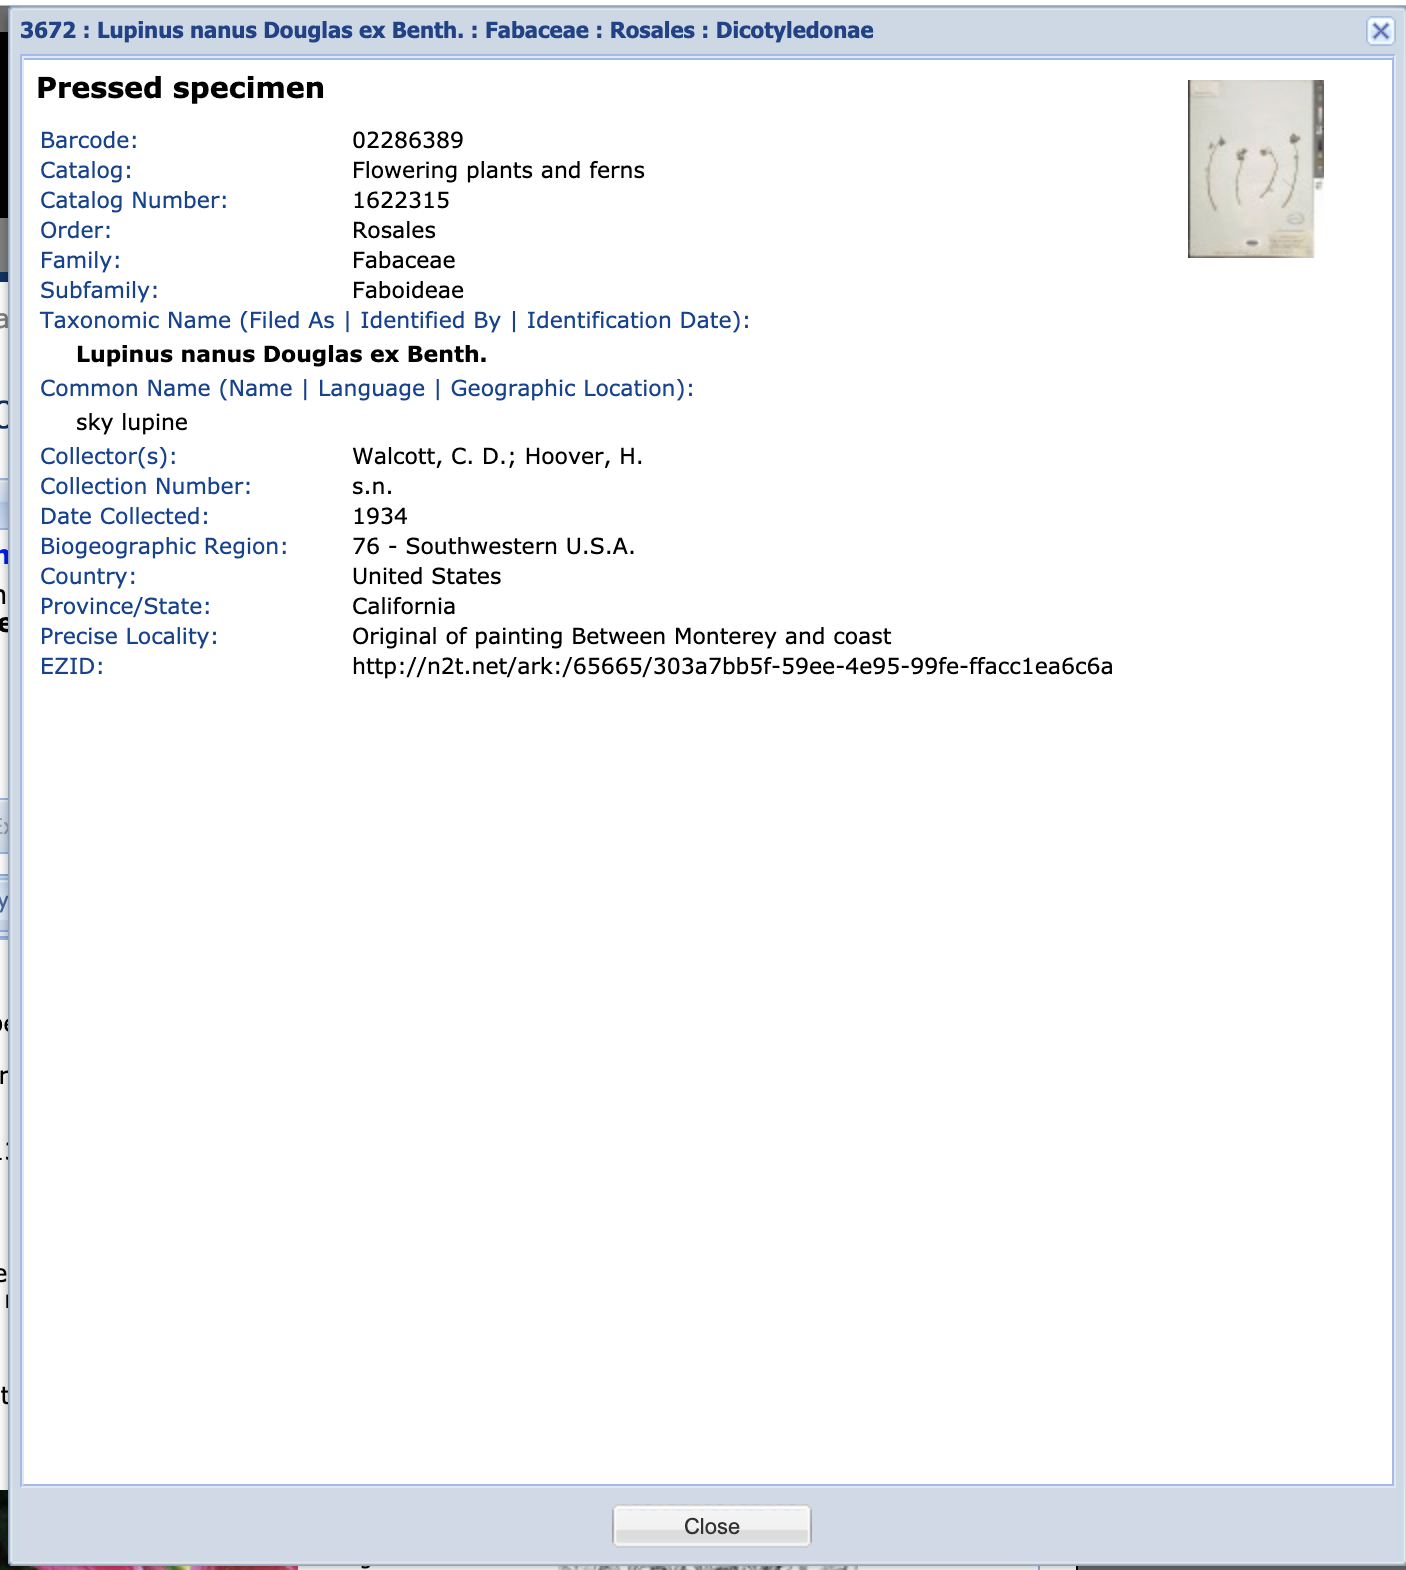 3672 : Lupinus nanus Douglas ex Benth. : Fabaceae : Rosales : Dicotyledonae
Pressed specimen
Barcode: 02286389
Catalog: Flowering plants and ferns
Catalog Number: 1622315
Order: Rosales
Family: Fabaceae
Subfamily: Faboideae
Taxonomic Name (Filed As | Identified By | Identification Date):
Lupinus nanus Douglas ex Benth.
Common Name (Name | Language | Geographic Location):
sky lupine
Collector(s): Walcott, C. D.; Hoover, H.
Collection Number: s.n.
Date Collected: 1934
Biogeographic Region: 76 - Southwestern U.S.A.
Country: United States
Province/State: California
Precise Locality: Original of painting Between Monterey and coast
EZID: http://n2t.net/ark:/65665/303a7bb5f-59ee-4e95-99fe-ffacc1ea6c6a
Close